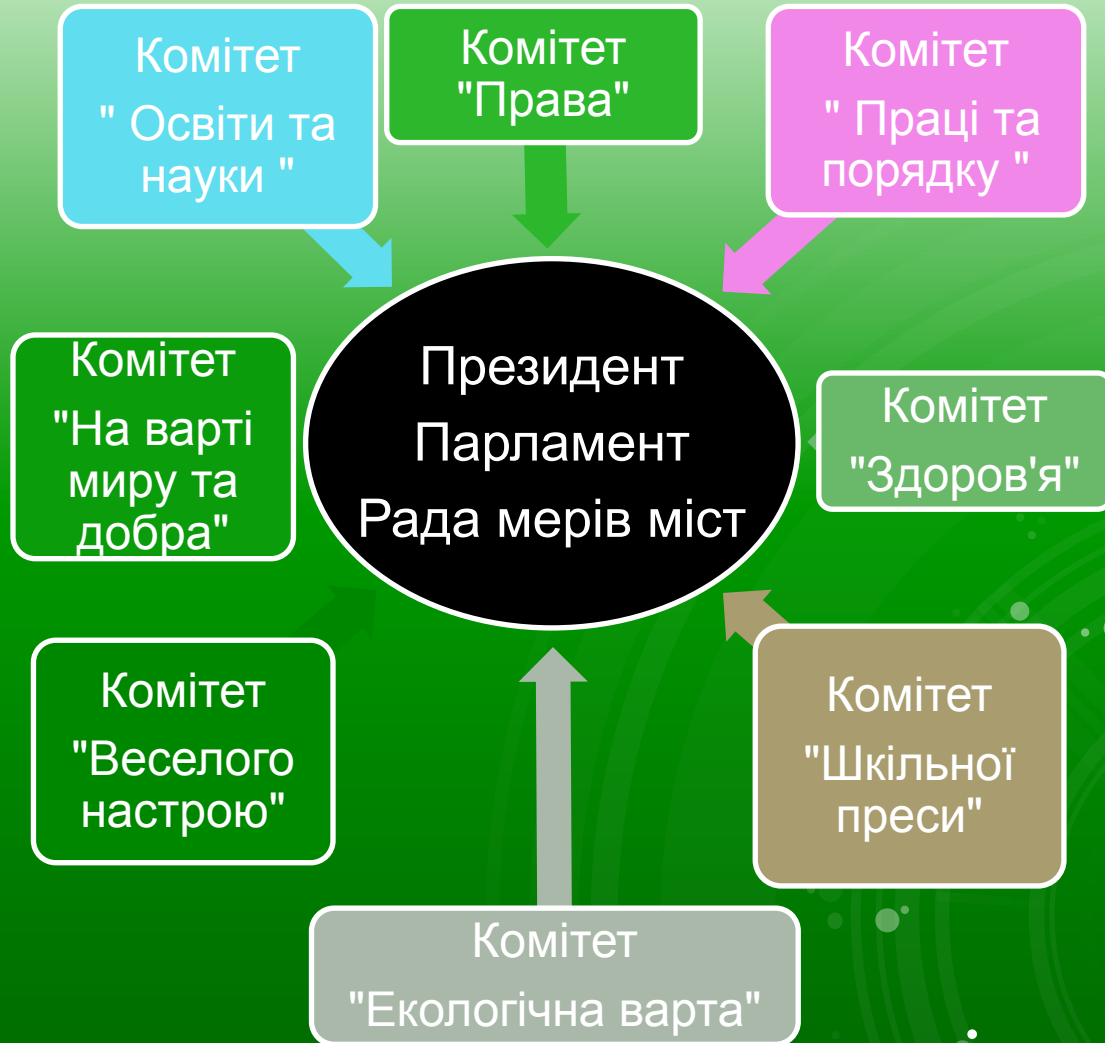 Комітет
" Освіти та
науки "
Комітет
"Права"
Комітет
" Праці та
порядку "
Комітет
"На варті
миру та
добра"
Президент
Парламент
Рада мерів міст
Комітет
"Здоров'я"
Комітет
"Веселого
настрою"
Комітет
"Шкільної
преси"
Комітет
"Екологічна варта"